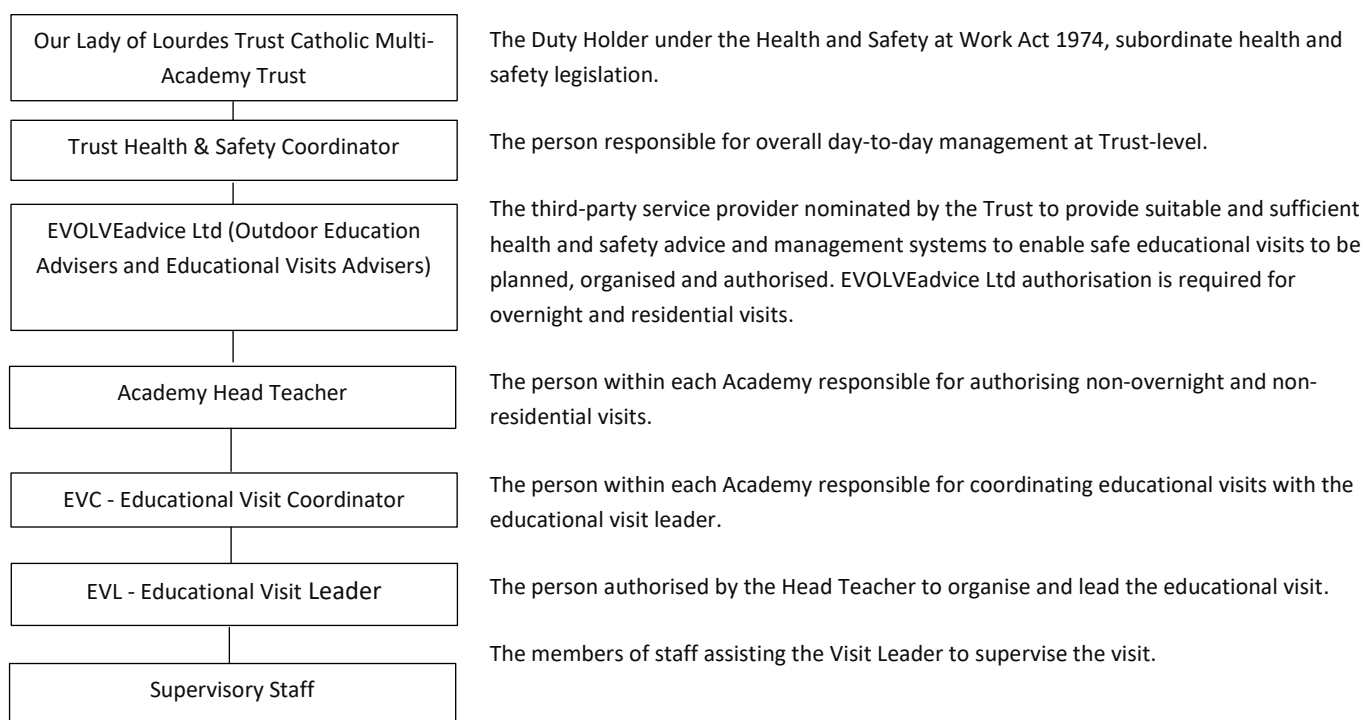 Our Lady of Lourdes Trust Catholic Multi-
Academy Trust
The Duty Holder under the Health and Safety at Work Act 1974, subordinate health and
safety legislation.
Trust Health & Safety Coordinator
The person responsible for overall day-to-day management at Trust-level.
EVOLVEadvice Ltd (Outdoor Education
Advisers and Educational Visits Advisers)
The third-party service provider nominated by the Trust to provide suitable and sufficient
health and safety advice and management systems to enable safe educational visits to be
planned, organised and authorised. EVOLVEadvice Ltd authorisation is required for
overnight and residential visits.
Academy Head Teacher
The person within each Academy responsible for authorising non-overnight and non-
residential visits.
EVC - Educational Visit Coordinator
The person within each Academy responsible for coordinating educational visits with the
educational visit leader.
EVL - Educational Visit Leader
The person authorised by the Head Teacher to organise and lead the educational visit.
Supervisory Staff
The members of staff assisting the Visit Leader to supervise the visit.